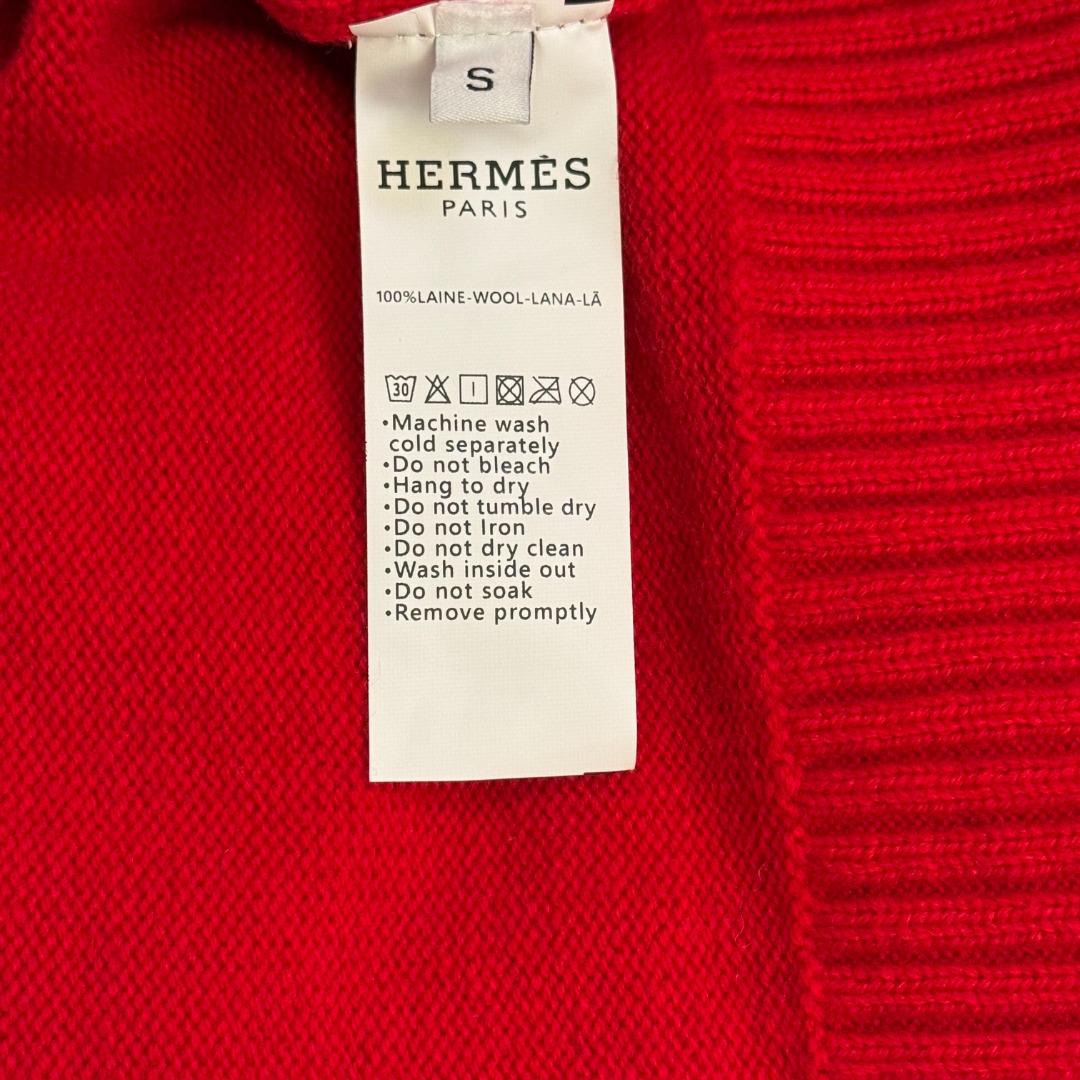 S
HERMÈS
PARIS
100%LAINE-WOOL-LANA-LÃ
30
•Machine wash
cold separately
•Do not bleach
•Hang to dry
•Do not tumble dry
•Do not Iron
•Do not dry clean
•Wash inside out
•Do not soak
•Remove promptly